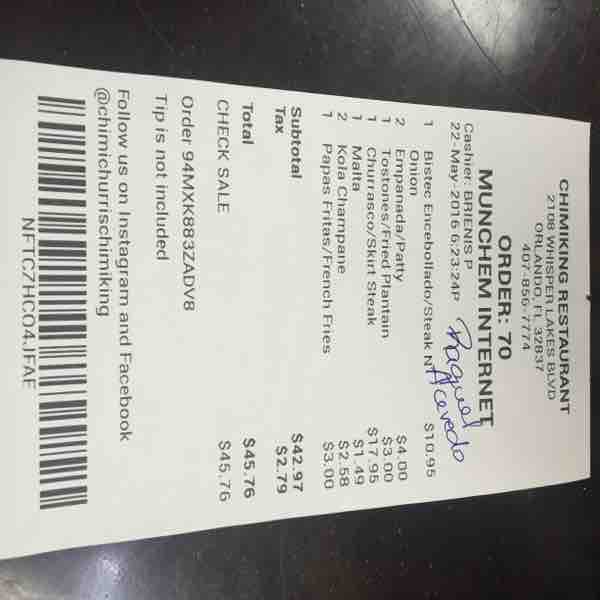 CHIMIKING RESTAURANT
2108 WHISPER LAKES BLVD
ORLANDO, FL 32837
407-856-7774
ORDER: 70
MUNCHEM INTERNET
Cashier: BRIENIS P
22-May-2016 6:23:24P
Raquel
Acevedo
1 Bistec Encebollado/Steak N $10.95
Onion
2 Empanada/Patty $4.00
1 Tostones/Fried Plantain $3.00
1 Churrasco/Skirt Steak $17.95
1 Malta $1.49
2 Kola Champane $2.58
1 Papas Fritas/French Fries $3.00
Subtotal $42.97
Tax $2.79
Total $45.76
CHECK SALE $45.76
Order 94MXK883ZADV8
Tip is not included
Follow us on Instagram and Facebook
@chimichurrischimiking
NFTCZHC04JFAE